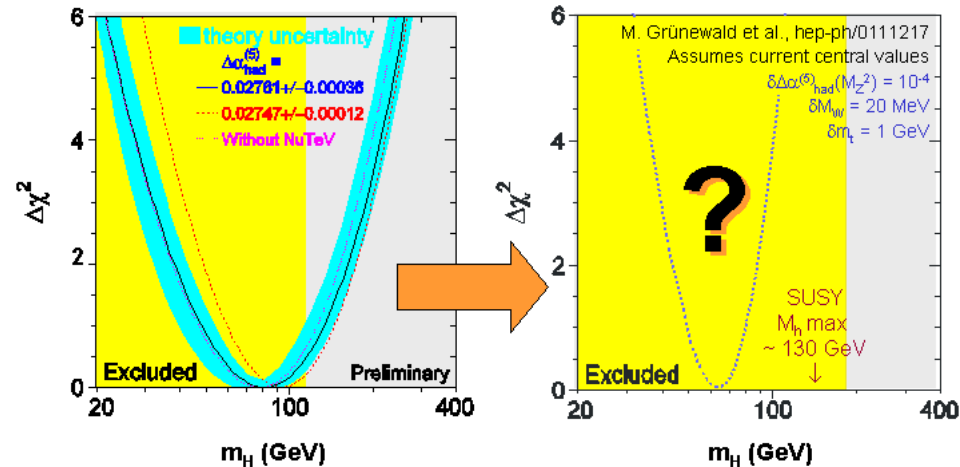 6
4
2
0
Δχ²
theory uncertainty
Δα(5)had =
0.02761+/−0.00036
0.02747+/−0.00012
Without NuTeV
Excluded
Preliminary
20
100
400
mH (GeV)
6
4
2
0
Δχ²
M. Grünewald et al., hep-ph/0111217
Assumes current central values
δΔα(5)had(MZ²) = 10⁻⁴
δMW = 20 MeV
δmt = 1 GeV
?
SUSY
Mh max
~ 130 GeV
Excluded
20
100
400
mH (GeV)